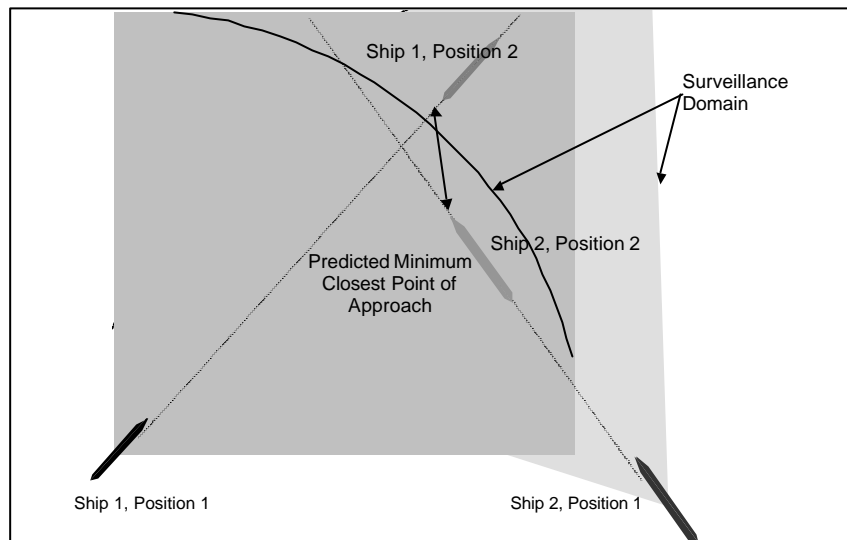 Ship 1, Position 2
Surveillance
Domain
Ship 2, Position 2
Predicted Minimum
Closest Point of
Approach
Ship 1, Position 1
Ship 2, Position 1